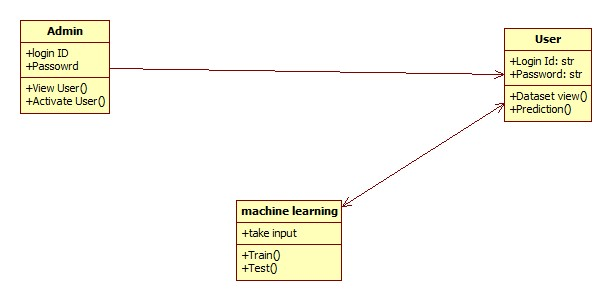 Admin
+login ID
+Passowrd
+View User()
+Activate User()
User
+Login Id: str
+Password: str
+Dataset view()
+Prediction()
machine learning
+take input
+Train()
+Test()